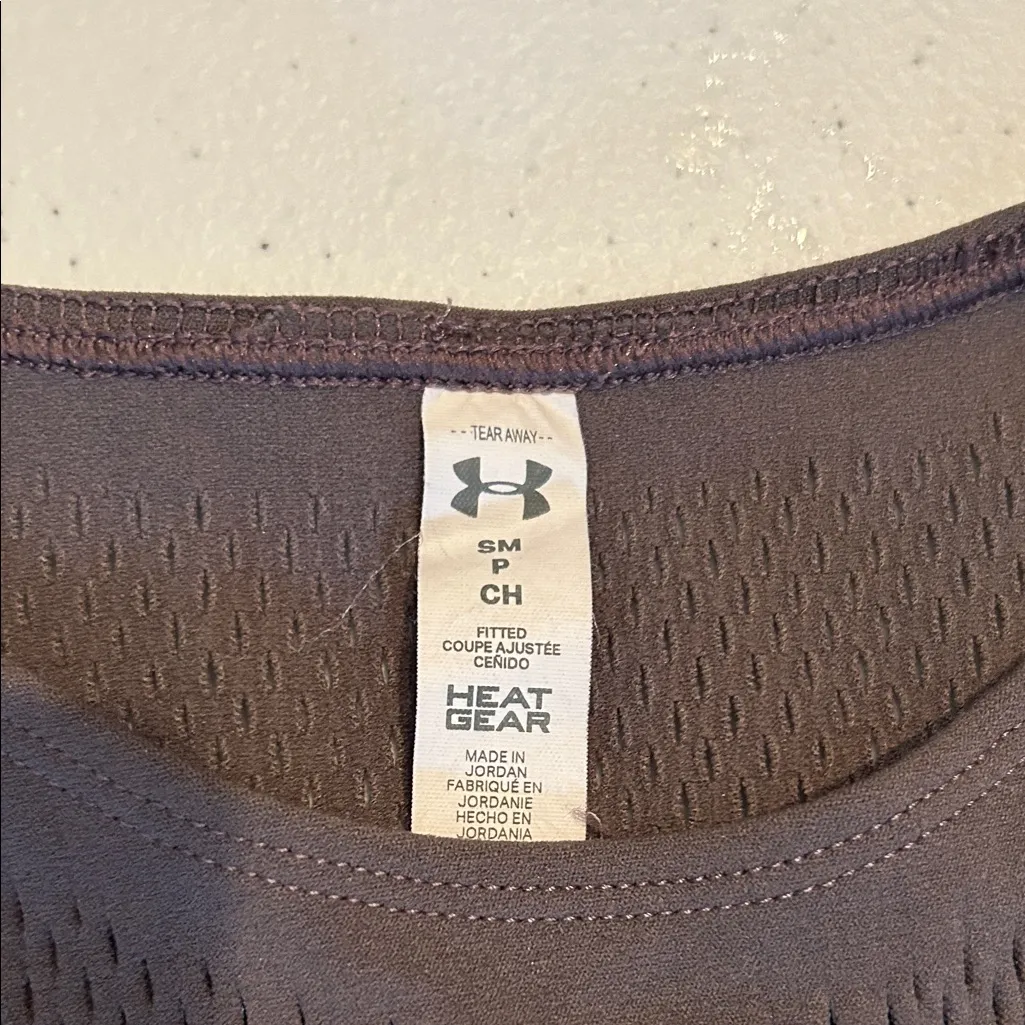 --TEAR AWAY--
SM
P
CH
FITTED
COUPE AJUSTÉE
CEÑIDO
HEAT
GEAR
MADE IN
JORDAN
FABRIQUÉ EN
JORDANIE
HECHO EN
JORDANIA